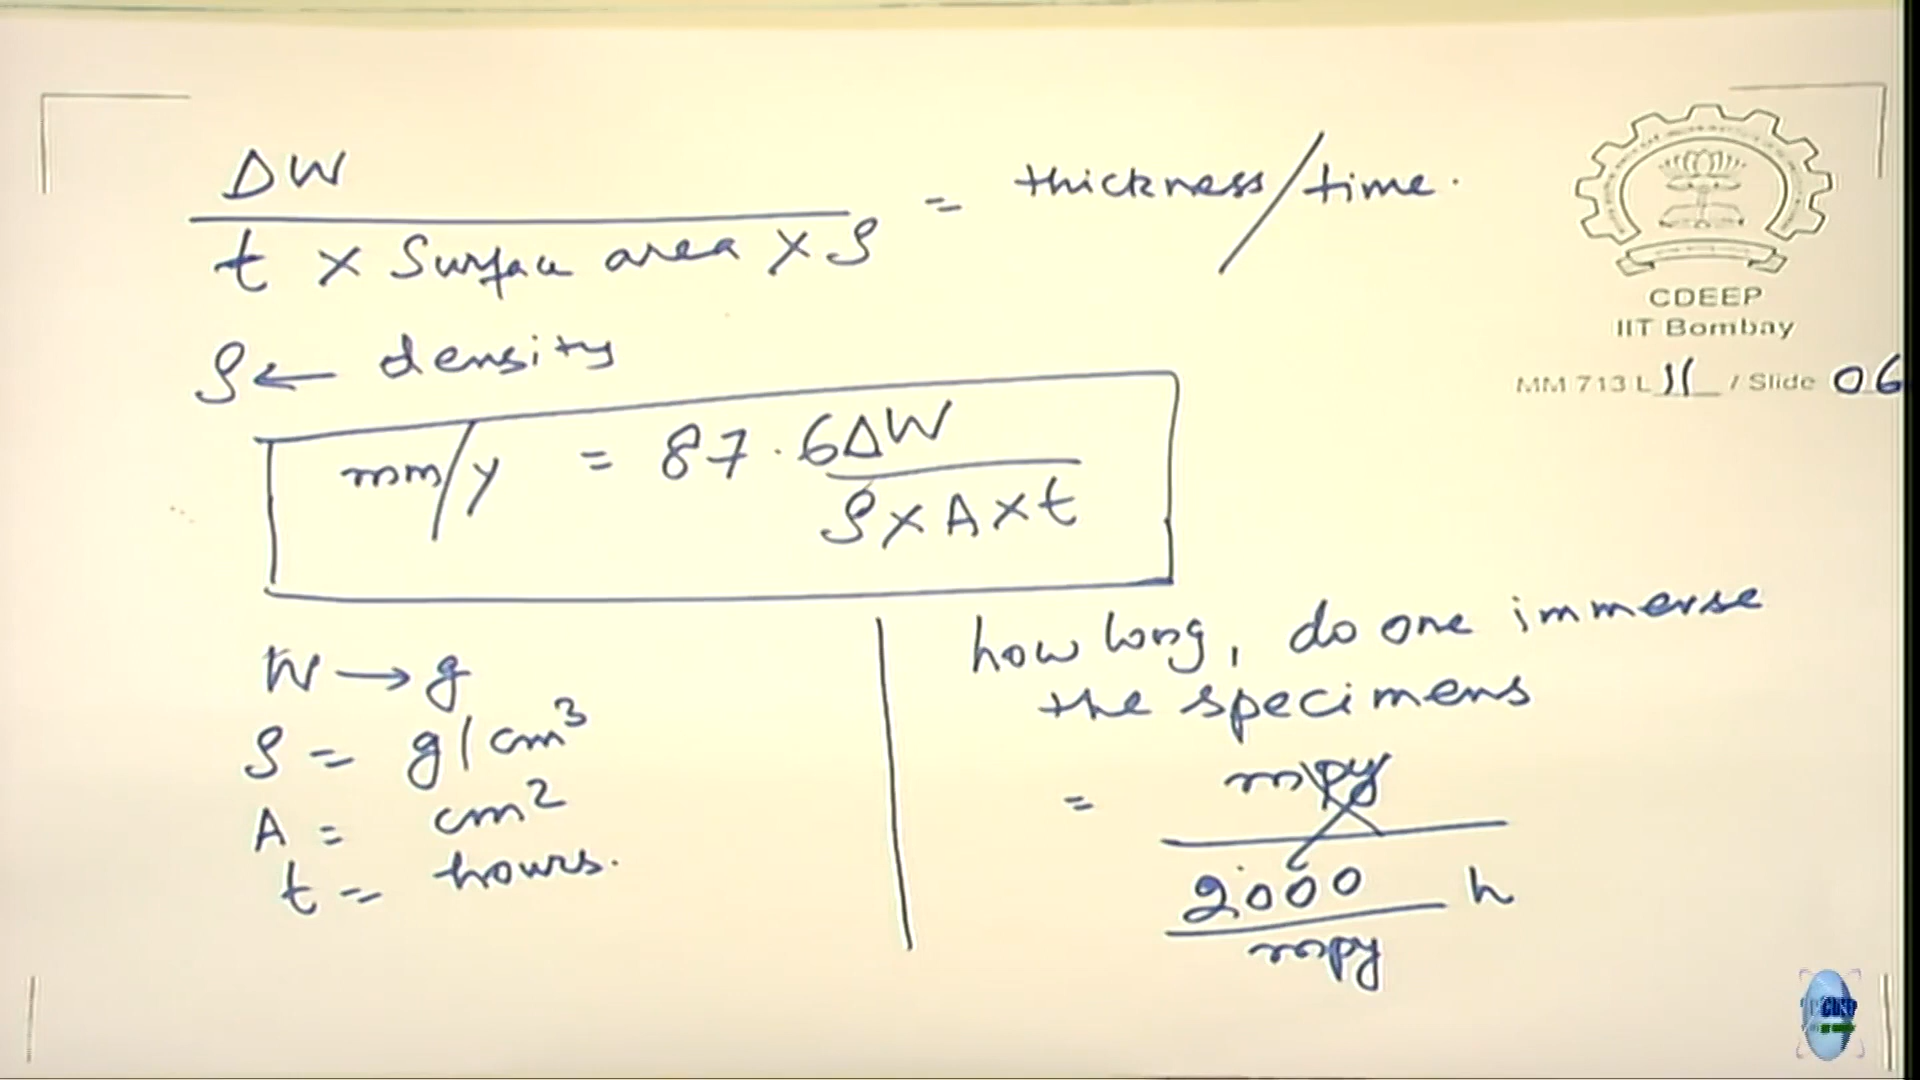 ΔW
t × Surface area × ρ = thickness/time.
ρ ← density
mm/y = 87.6ΔW
ρ × A × t
W → g
ρ = g/cm³
A = cm²
t = hours.
how long, do one immerse
the specimens
= mpy
2000 h
mpy
CDEEP
IIT Bombay
MM 713 L 11 / Slide 06